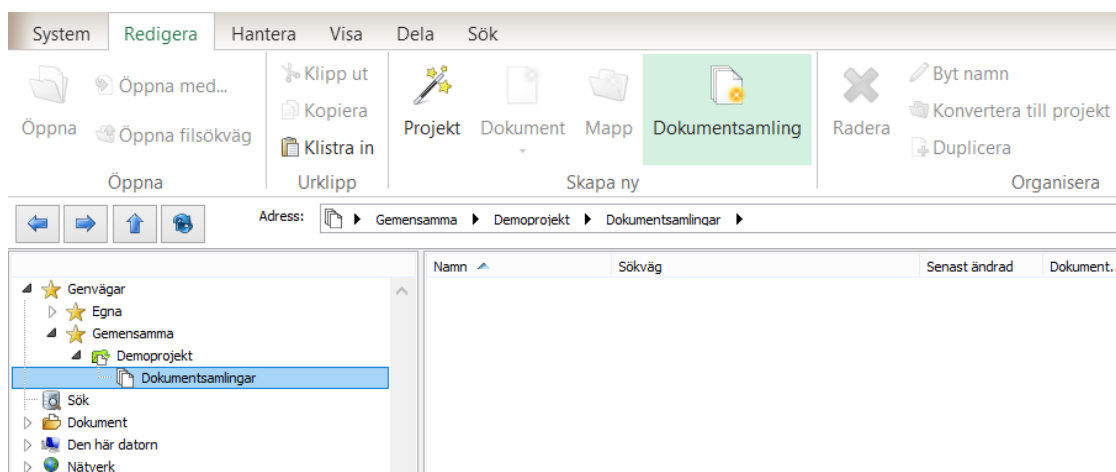 System Redigera Hantera Visa Dela Sök
Öppna
Öppna med...
Öppna filsökväg
Öppna
Klipp ut
Kopiera
Klistra in
Urklipp
Projekt Dokument Mapp Dokumentsamling
Skapa ny
Radera
Byt namn
Konvertera till projekt
Duplicera
Organisera
Adress: Gemensamma Demoprojekt Dokumentsamlingar
Namn Sökväg Senast ändrad Dokument..
Genvägar
Egna
Gemensamma
Demoprojekt
Dokumentsamlingar
Sök
Dokument
Den här datorn
Nätverk